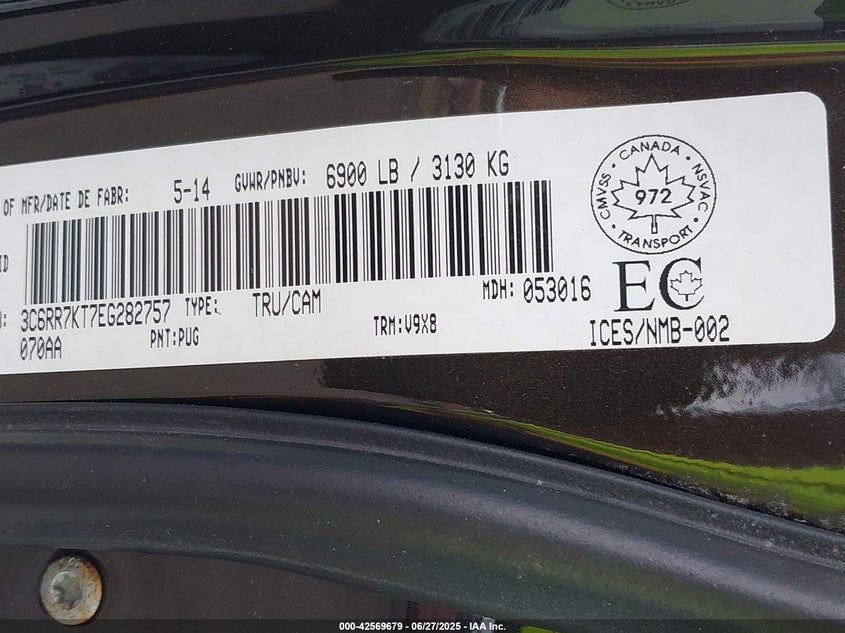 OF MFR/DATE DE FABR: 5-14 GVWR/PNBV: 6900 LB / 3130 KG
CMVSS · CANADA · NSVAC · TRANSPORT ·
972
ID
N: 3C6RR7KT7EG282757 TYPE: TRU/CAM MDH: 053016
EC
070AA PNT:PUG TRM:V9X8 ICES/NMB-002
000-42569679 - 06/27/2025 - IAA Inc.